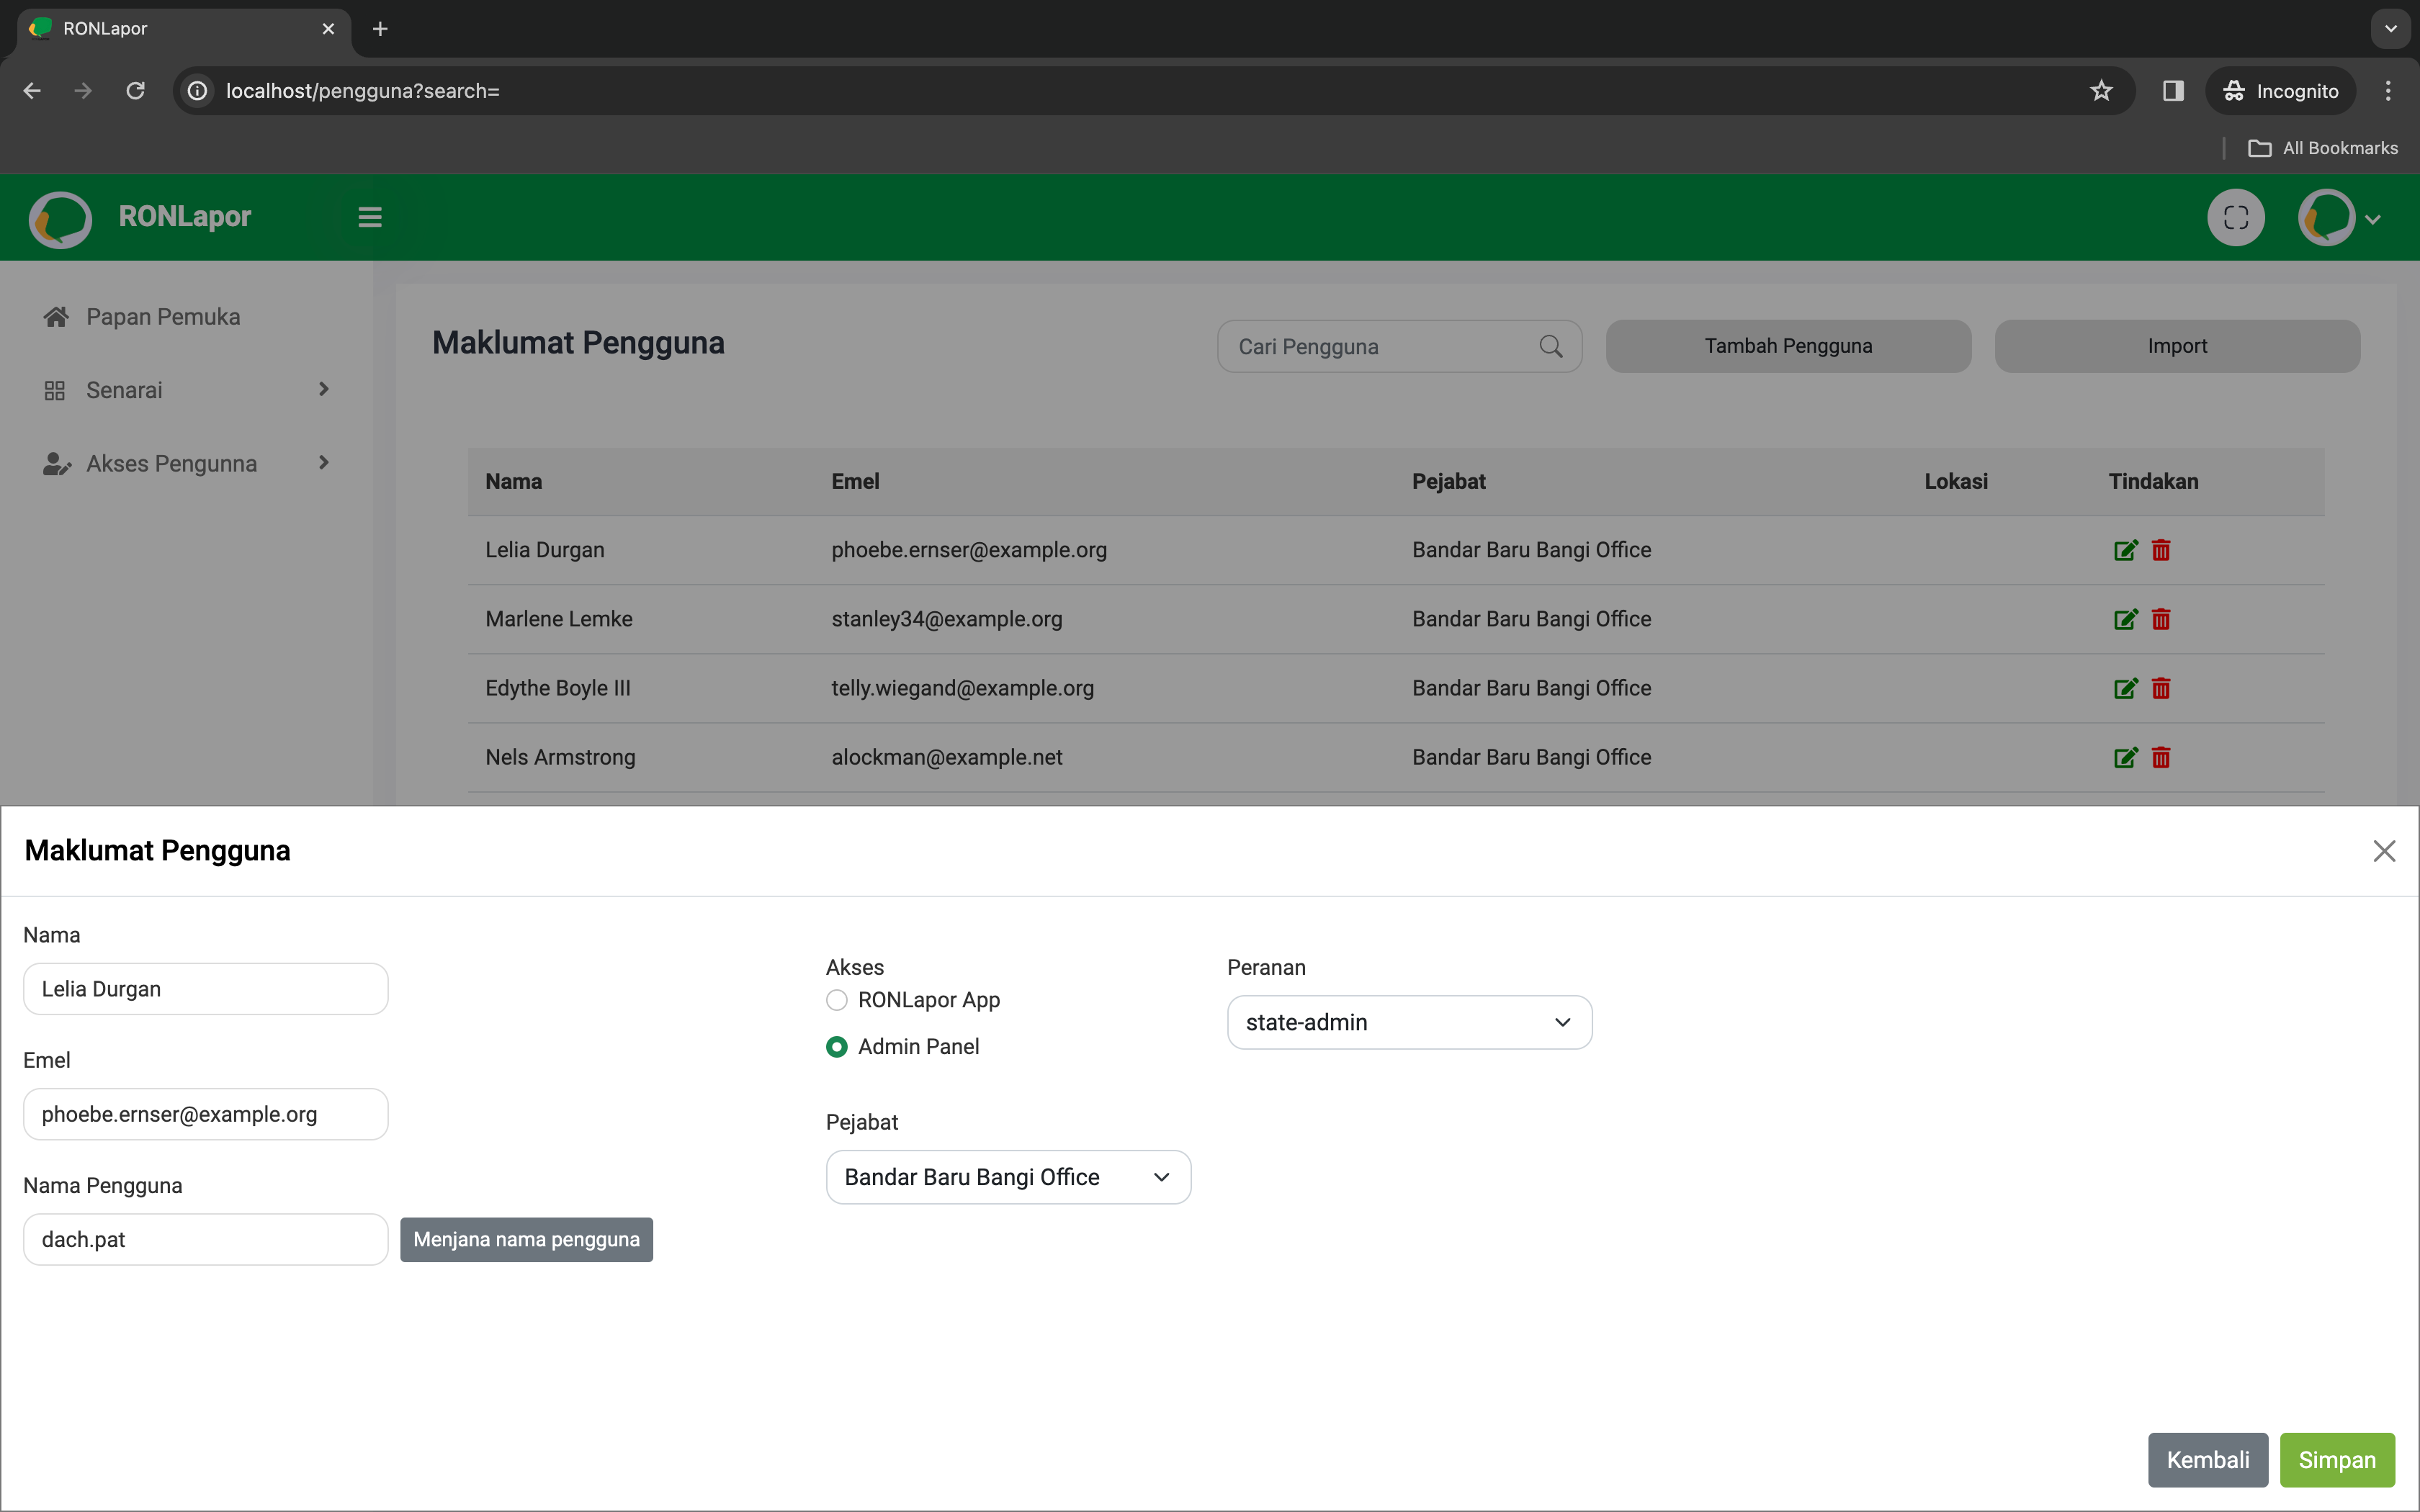 RONLapor
localhost/pengguna?search=
Incognito
All Bookmarks
RONLapor
Papan Pemuka
Senarai
Akses Pengunna
Maklumat Pengguna
Cari Pengguna
Tambah Pengguna
Import
Nama Emel Pejabat Lokasi Tindakan
Lelia Durgan phoebe.ernser@example.org Bandar Baru Bangi Office
Marlene Lemke stanley34@example.org Bandar Baru Bangi Office
Edythe Boyle III telly.wiegand@example.org Bandar Baru Bangi Office
Nels Armstrong alockman@example.net Bandar Baru Bangi Office
Maklumat Pengguna
Nama
Lelia Durgan
Emel
phoebe.ernser@example.org
Nama Pengguna
dach.pat
Menjana nama pengguna
Akses
RONLapor App
Admin Panel
Pejabat
Bandar Baru Bangi Office
Peranan
state-admin
Kembali
Simpan